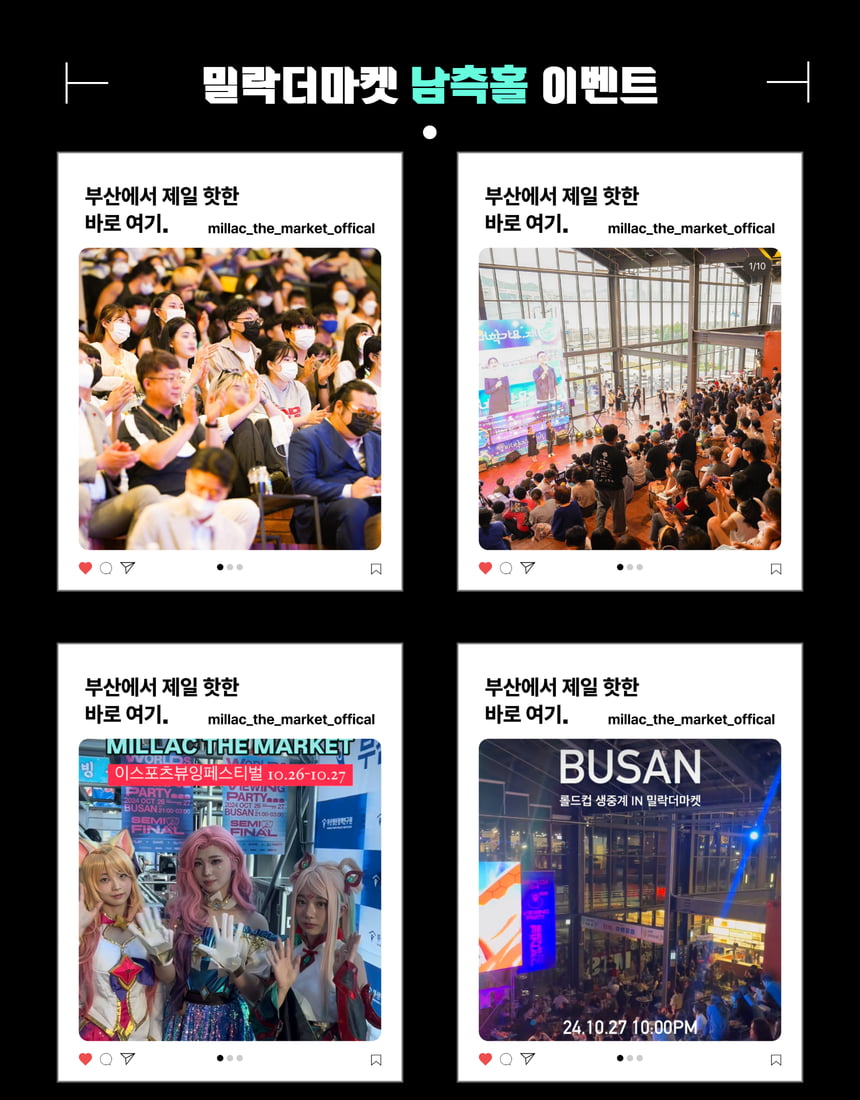 밀락더마켓 남측홀 이벤트
부산에서 제일 핫한
바로 여기.
millac_the_market_offical
부산에서 제일 핫한
바로 여기.
millac_the_market_offical
1/10
부산에서 제일 핫한
바로 여기.
millac_the_market_offical
MILLAC THE MARKET
이스포츠뷰잉페스티벌 10.26-10.27
WORLDS
VIEWING
PARTY
2024 OCT 26
BUSAN 21:00-03:00
SEMI
FINAL
부산에서 제일 핫한
바로 여기.
millac_the_market_offical
BUSAN
롤드컵 생중계 IN 밀락더마켓
24.10.27 10:00PM